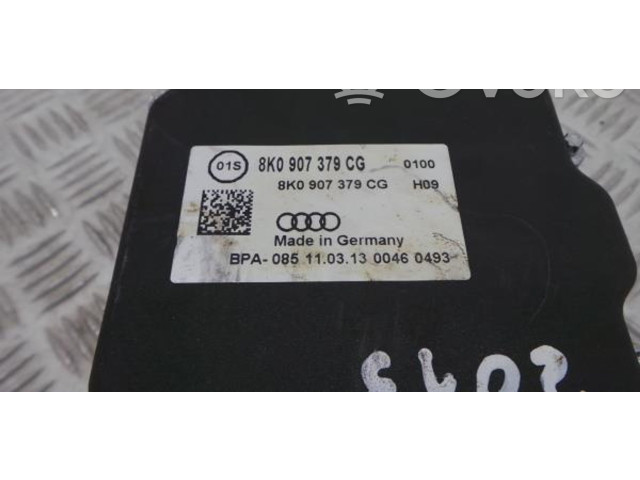 01S 8K0 907 379 CG 0100
8K0 907 379 CG H09
Made in Germany
BPA- 085 11.03.13 0046 0493